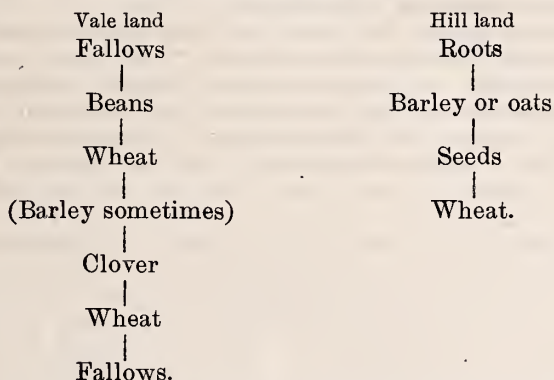 Vale land
Fallows
Beans
Wheat
(Barley sometimes)
Clover
Wheat
Fallows.
Hill land
Roots
Barley or oats
Seeds
Wheat.